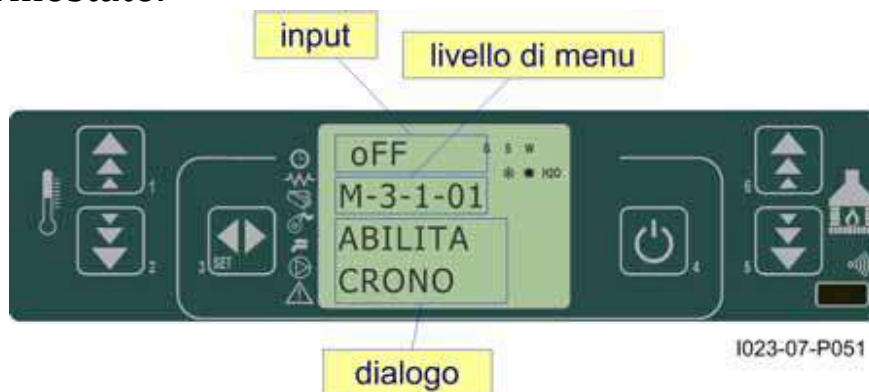 input
livello di menu
oFF
S W
H2O
M-3-1-01
ABILITA
CRONO
1
2
3
SET
4
5
6
I023-07-P051
dialogo